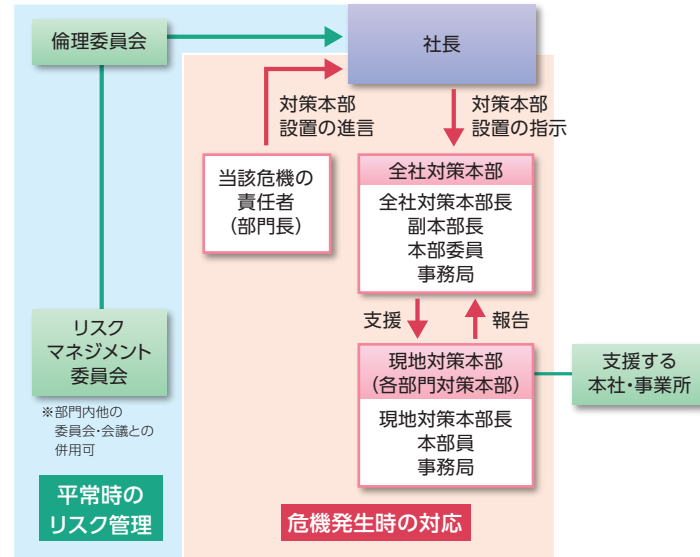 倫理委員会
社長
対策本部
設置の進言
対策本部
設置の指示
当該危機の
責任者
（部門長）
全社対策本部
全社対策本部長
副本部長
本部委員
事務局
支援
報告
リスク
マネジメント
委員会
※部門内他の
委員会・会議との
併用可
現地対策本部
（各部門対策本部）
現地対策本部長
本部員
事務局
支援する
本社・事業所
平常時の
リスク管理
危機発生時の対応